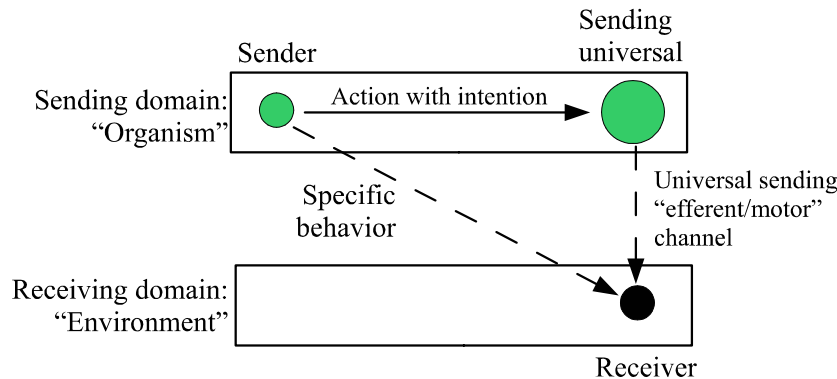 Sender
Sending
universal
Sending domain:
“Organism”
Action with intention
Specific
behavior
Universal sending
“efferent/motor”
channel
Receiving domain:
“Environment”
Receiver